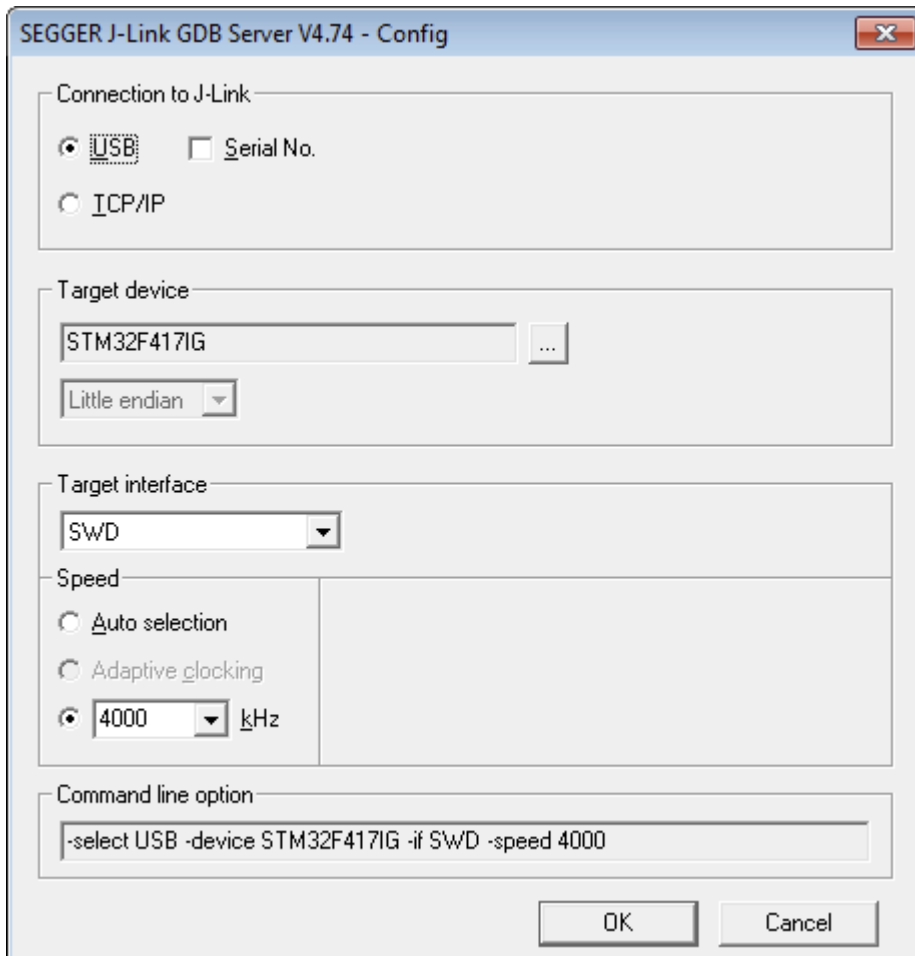 SEGGER J-Link GDB Server V4.74 - Config
Connection to J-Link
USB Serial No.
TCP/IP
Target device
STM32F417IG ...
Little endian
Target interface
SWD
Speed
Auto selection
Adaptive clocking
4000 kHz
Command line option
-select USB -device STM32F417IG -if SWD -speed 4000
OK Cancel